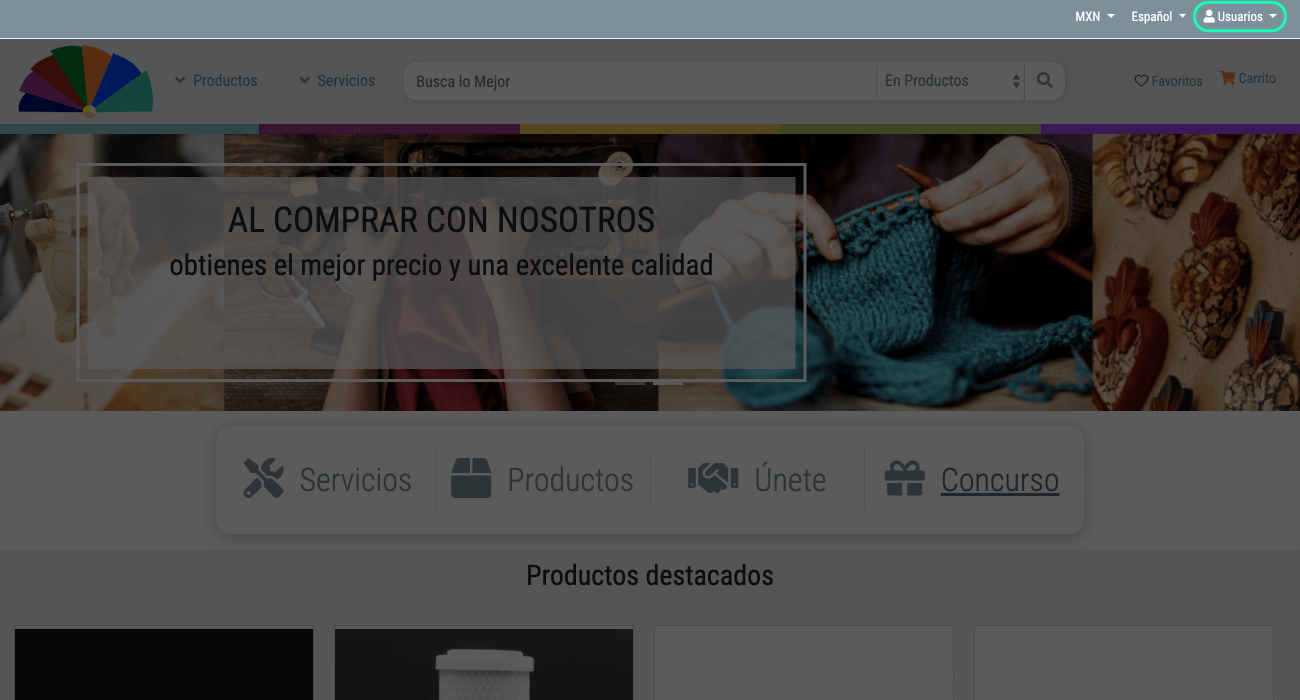 MXN Español Usuarios
Productos Servicios Busca lo Mejor En Productos Favoritos Carrito
AL COMPRAR CON NOSOTROS
obtienes el mejor precio y una excelente calidad
Servicios Productos Únete Concurso
Productos destacados